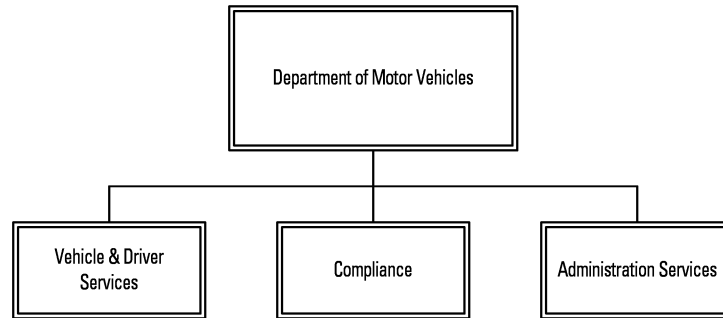 Department of Motor Vehicles
Vehicle & Driver
Services
Compliance
Administration Services